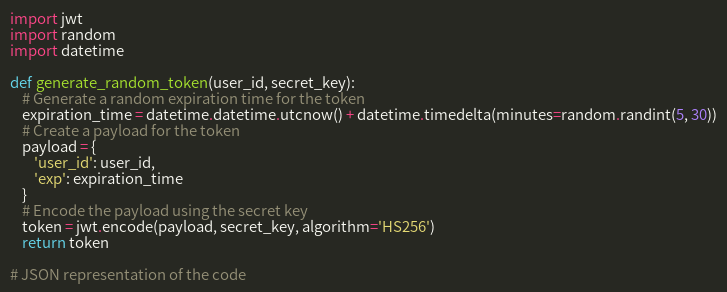 import jwt
import random
import datetime

def generate_random_token(user_id, secret_key):
    # Generate a random expiration time for the token
    expiration_time = datetime.datetime.utcnow() + datetime.timedelta(minutes=random.randint(5, 30))
    # Create a payload for the token
    payload = {
        'user_id': user_id,
        'exp': expiration_time
    }
    # Encode the payload using the secret key
    token = jwt.encode(payload, secret_key, algorithm='HS256')
    return token

# JSON representation of the code